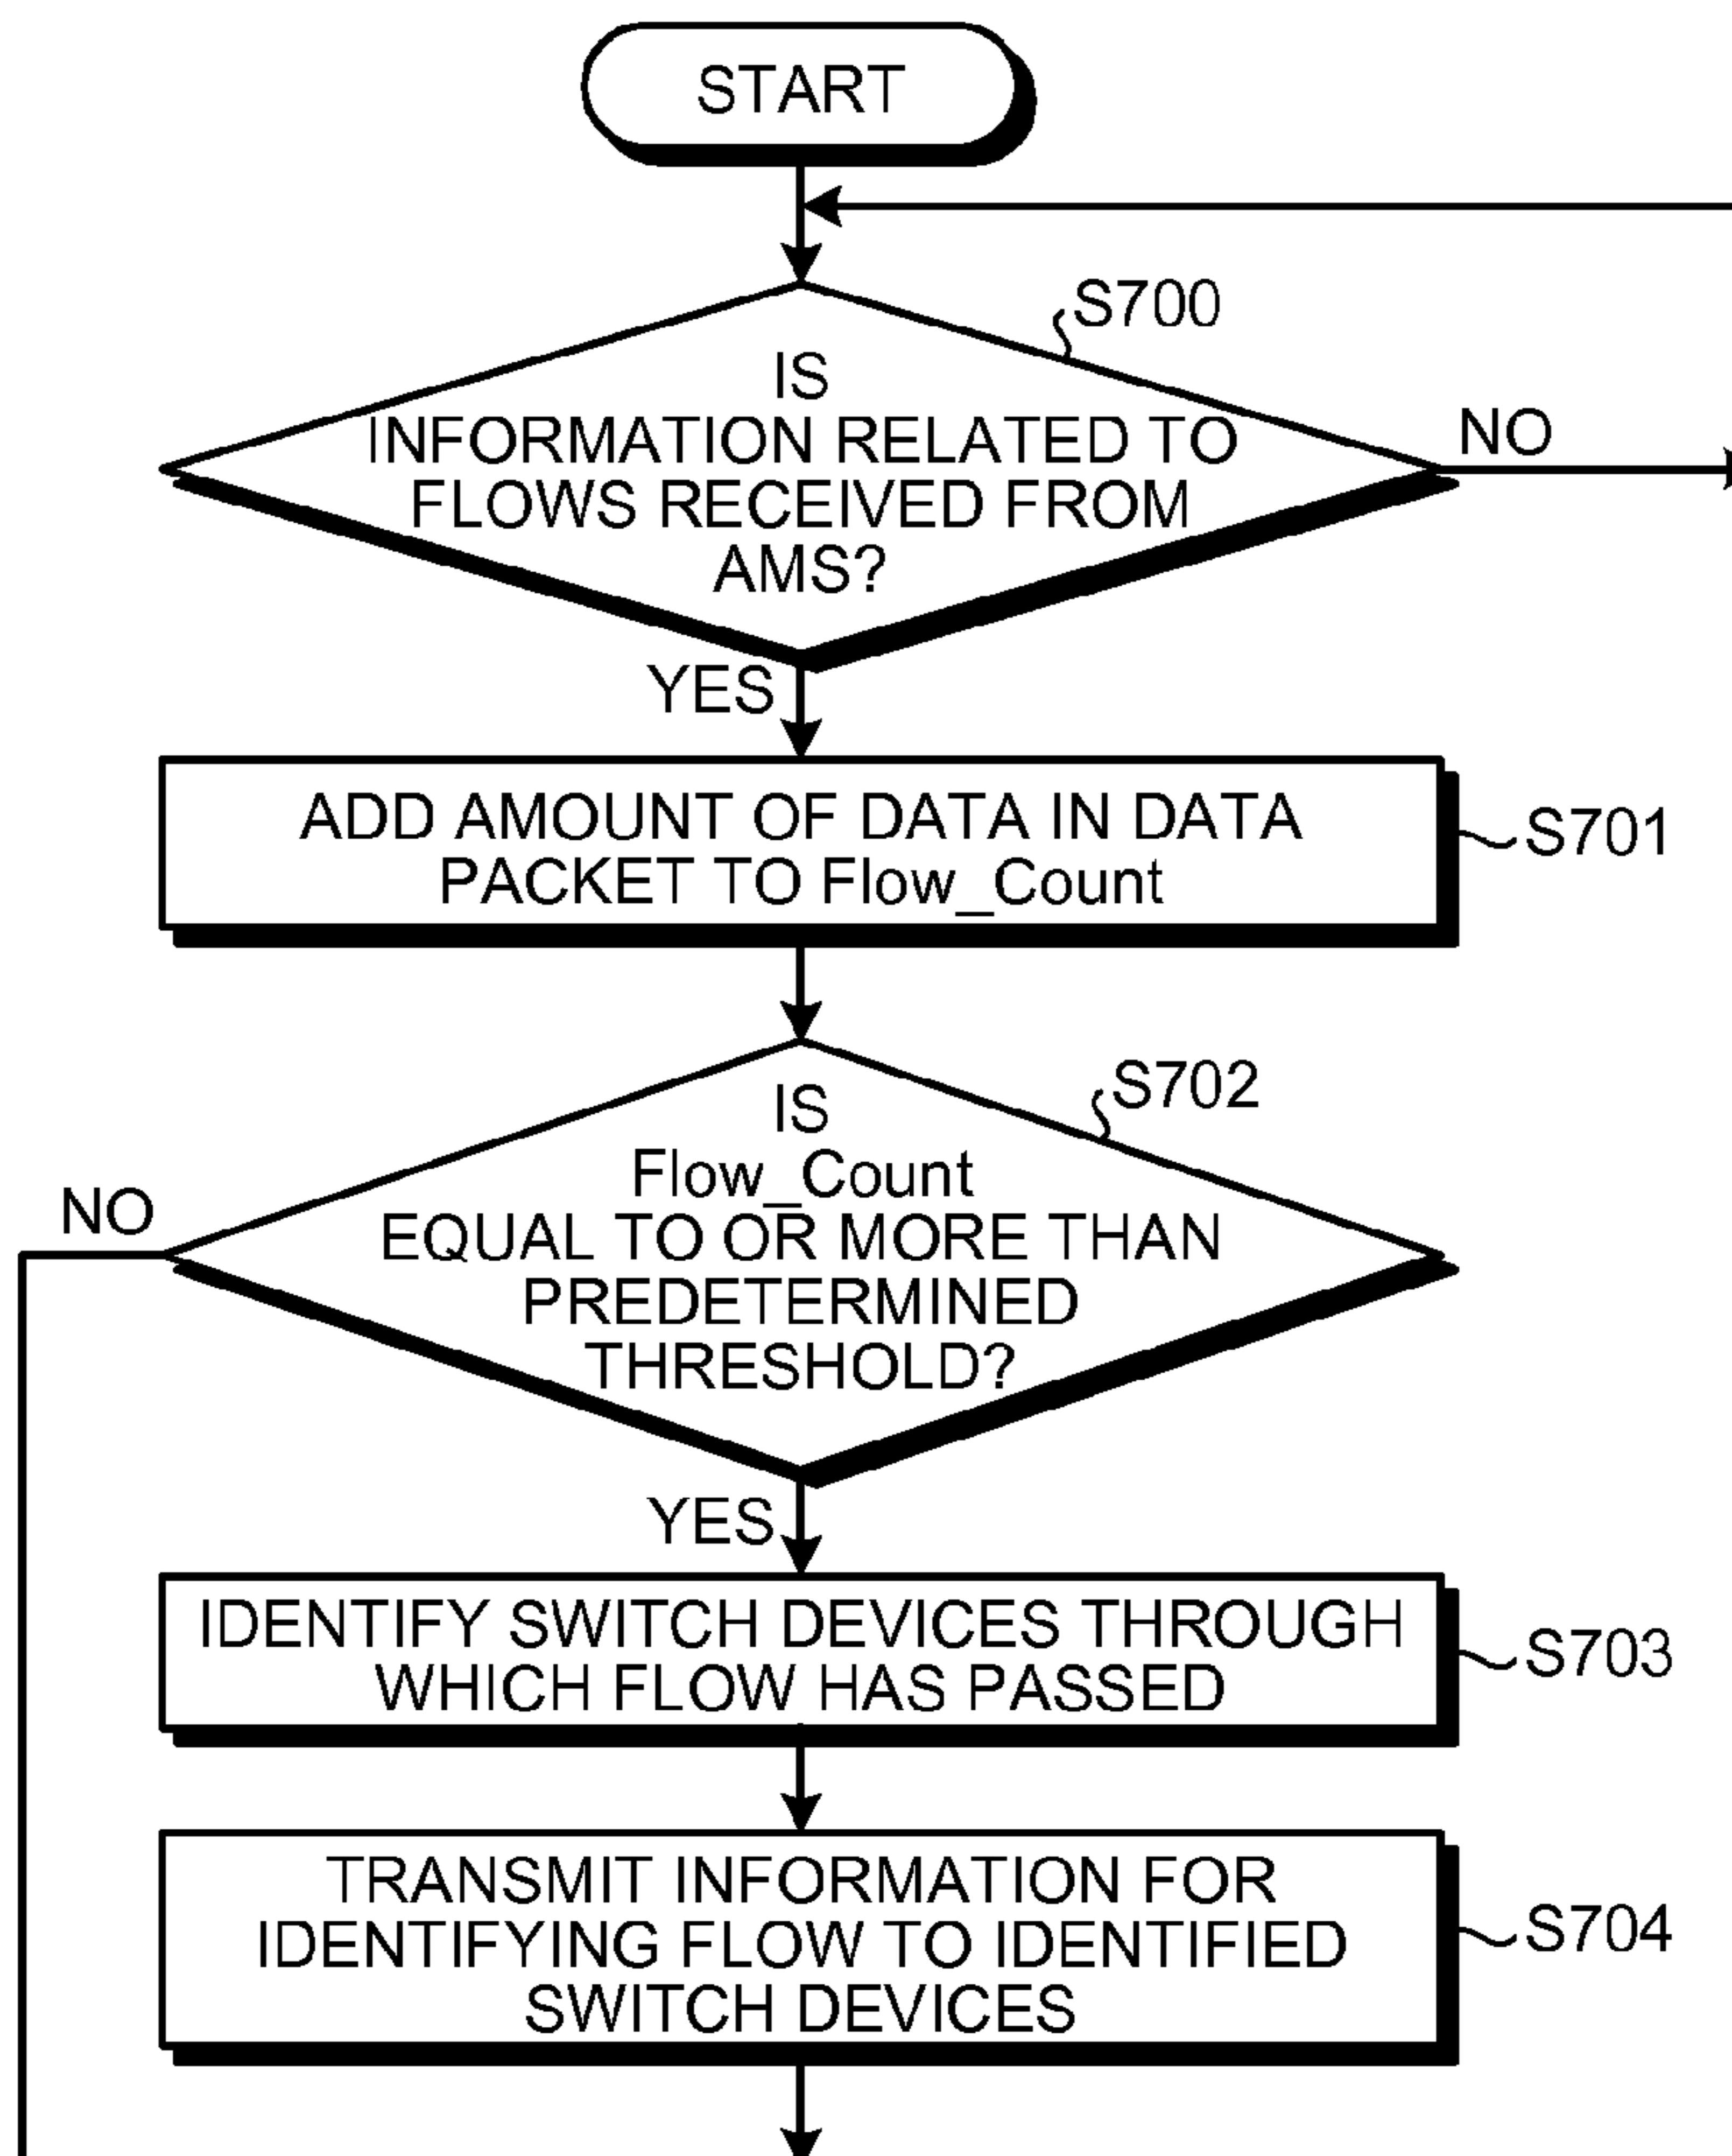 START
S700
IS
INFORMATION RELATED TO
FLOWS RECEIVED FROM
AMS?
NO
YES
ADD AMOUNT OF DATA IN DATA
PACKET TO Flow_Count
S701
S702
IS
Flow_Count
EQUAL TO OR MORE THAN
PREDETERMINED
THRESHOLD?
NO
YES
IDENTIFY SWITCH DEVICES THROUGH
WHICH FLOW HAS PASSED
S703
TRANSMIT INFORMATION FOR
IDENTIFYING FLOW TO IDENTIFIED
SWITCH DEVICES
S704